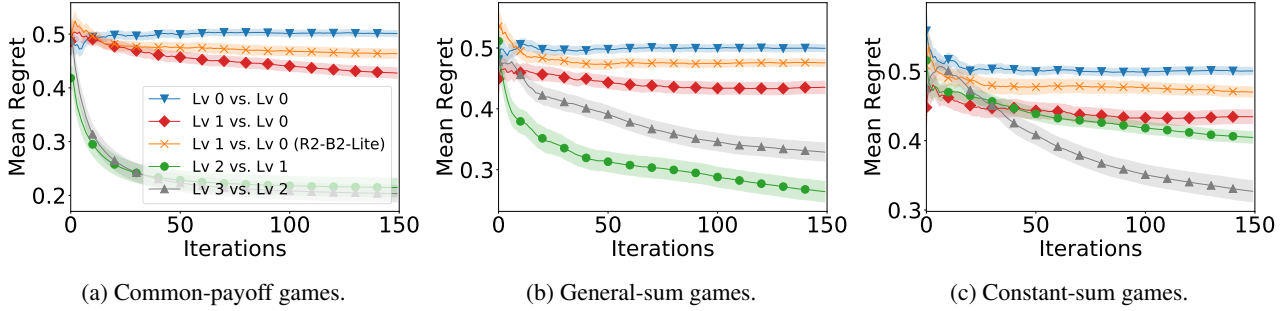 Mean Regret
0.5
0.4
0.3
0.2
0
50
100
150
Iterations
Lv 0 vs. Lv 0
Lv 1 vs. Lv 0
Lv 1 vs. Lv 0 (R2-B2-Lite)
Lv 2 vs. Lv 1
Lv 3 vs. Lv 2
(a) Common-payoff games.
Mean Regret
0.5
0.4
0.3
0
50
100
150
Iterations
(b) General-sum games.
Mean Regret
0.5
0.4
0.3
0
50
100
150
Iterations
(c) Constant-sum games.